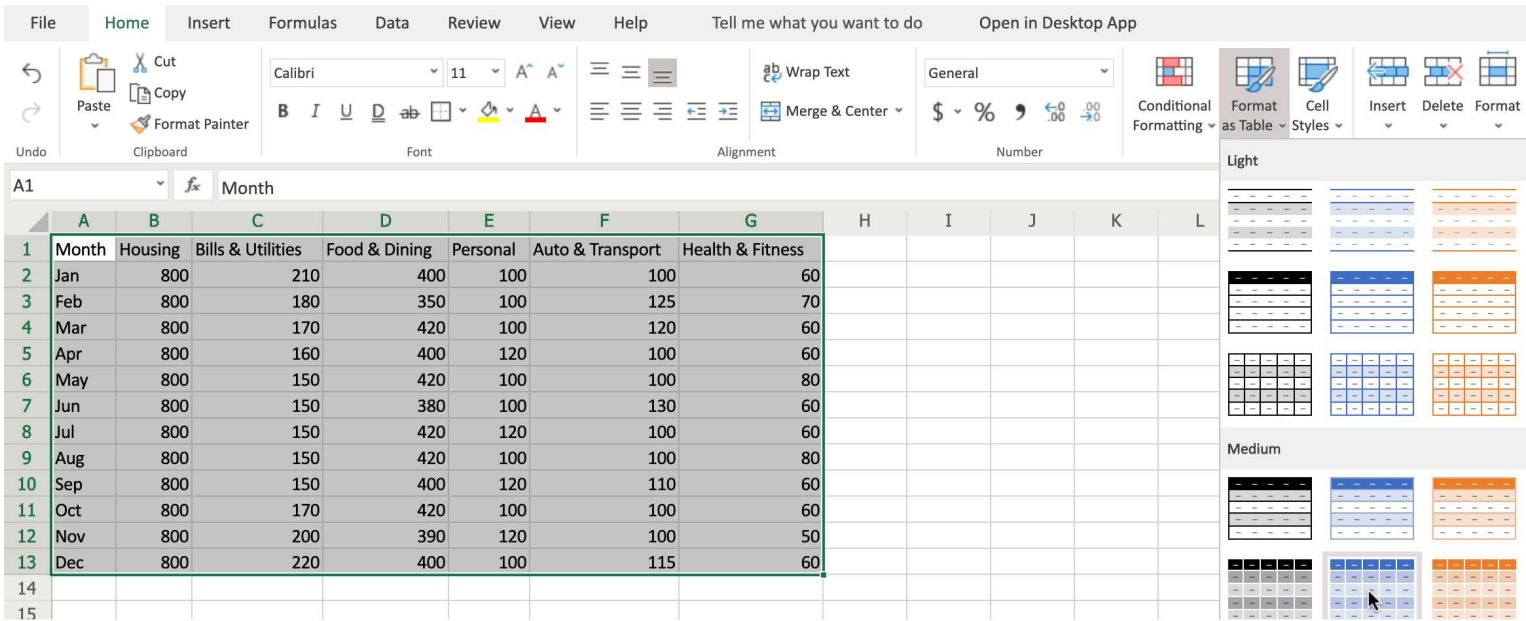 File Home Insert Formulas Data Review View Help Tell me what you want to do Open in Desktop App
Undo
Paste
Cut
Copy
Format Painter
Clipboard
Calibri 11
B I U D ab A
Font
ab Wrap Text
Merge & Center
Alignment
General
$ % 9 .00 .00
Number
Conditional Formatting
Format as Table
Cell Styles
Insert Delete Format
A1 fx Month
A B C D E F G H I J K L
1 Month Housing Bills & Utilities Food & Dining Personal Auto & Transport Health & Fitness
2 Jan 800 210 400 100 100 60
3 Feb 800 180 350 100 125 70
4 Mar 800 170 420 100 120 60
5 Apr 800 160 400 120 100 60
6 May 800 150 420 100 100 80
7 Jun 800 150 380 100 130 60
8 Jul 800 150 420 120 100 60
9 Aug 800 150 420 100 100 80
10 Sep 800 150 400 120 110 60
11 Oct 800 170 420 100 100 60
12 Nov 800 200 390 120 100 50
13 Dec 800 220 400 100 115 60
14
15
Light
Medium